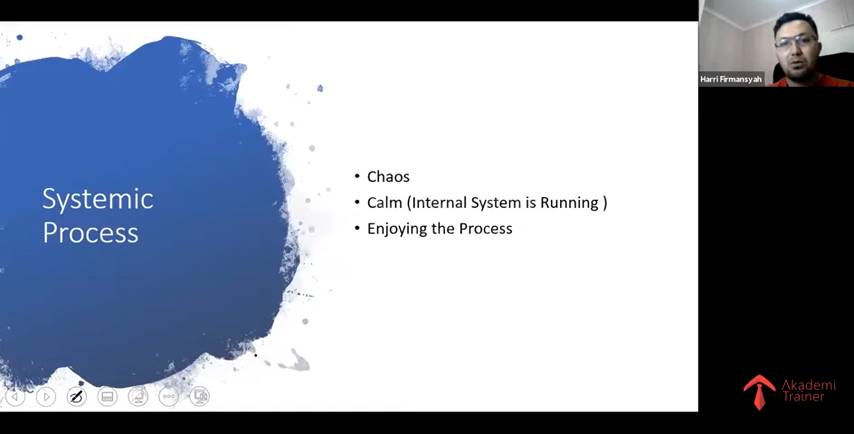 Harri Firmansyah
Systemic
Process
• Chaos
• Calm (Internal System is Running )
• Enjoying the Process
Akademi
Trainer